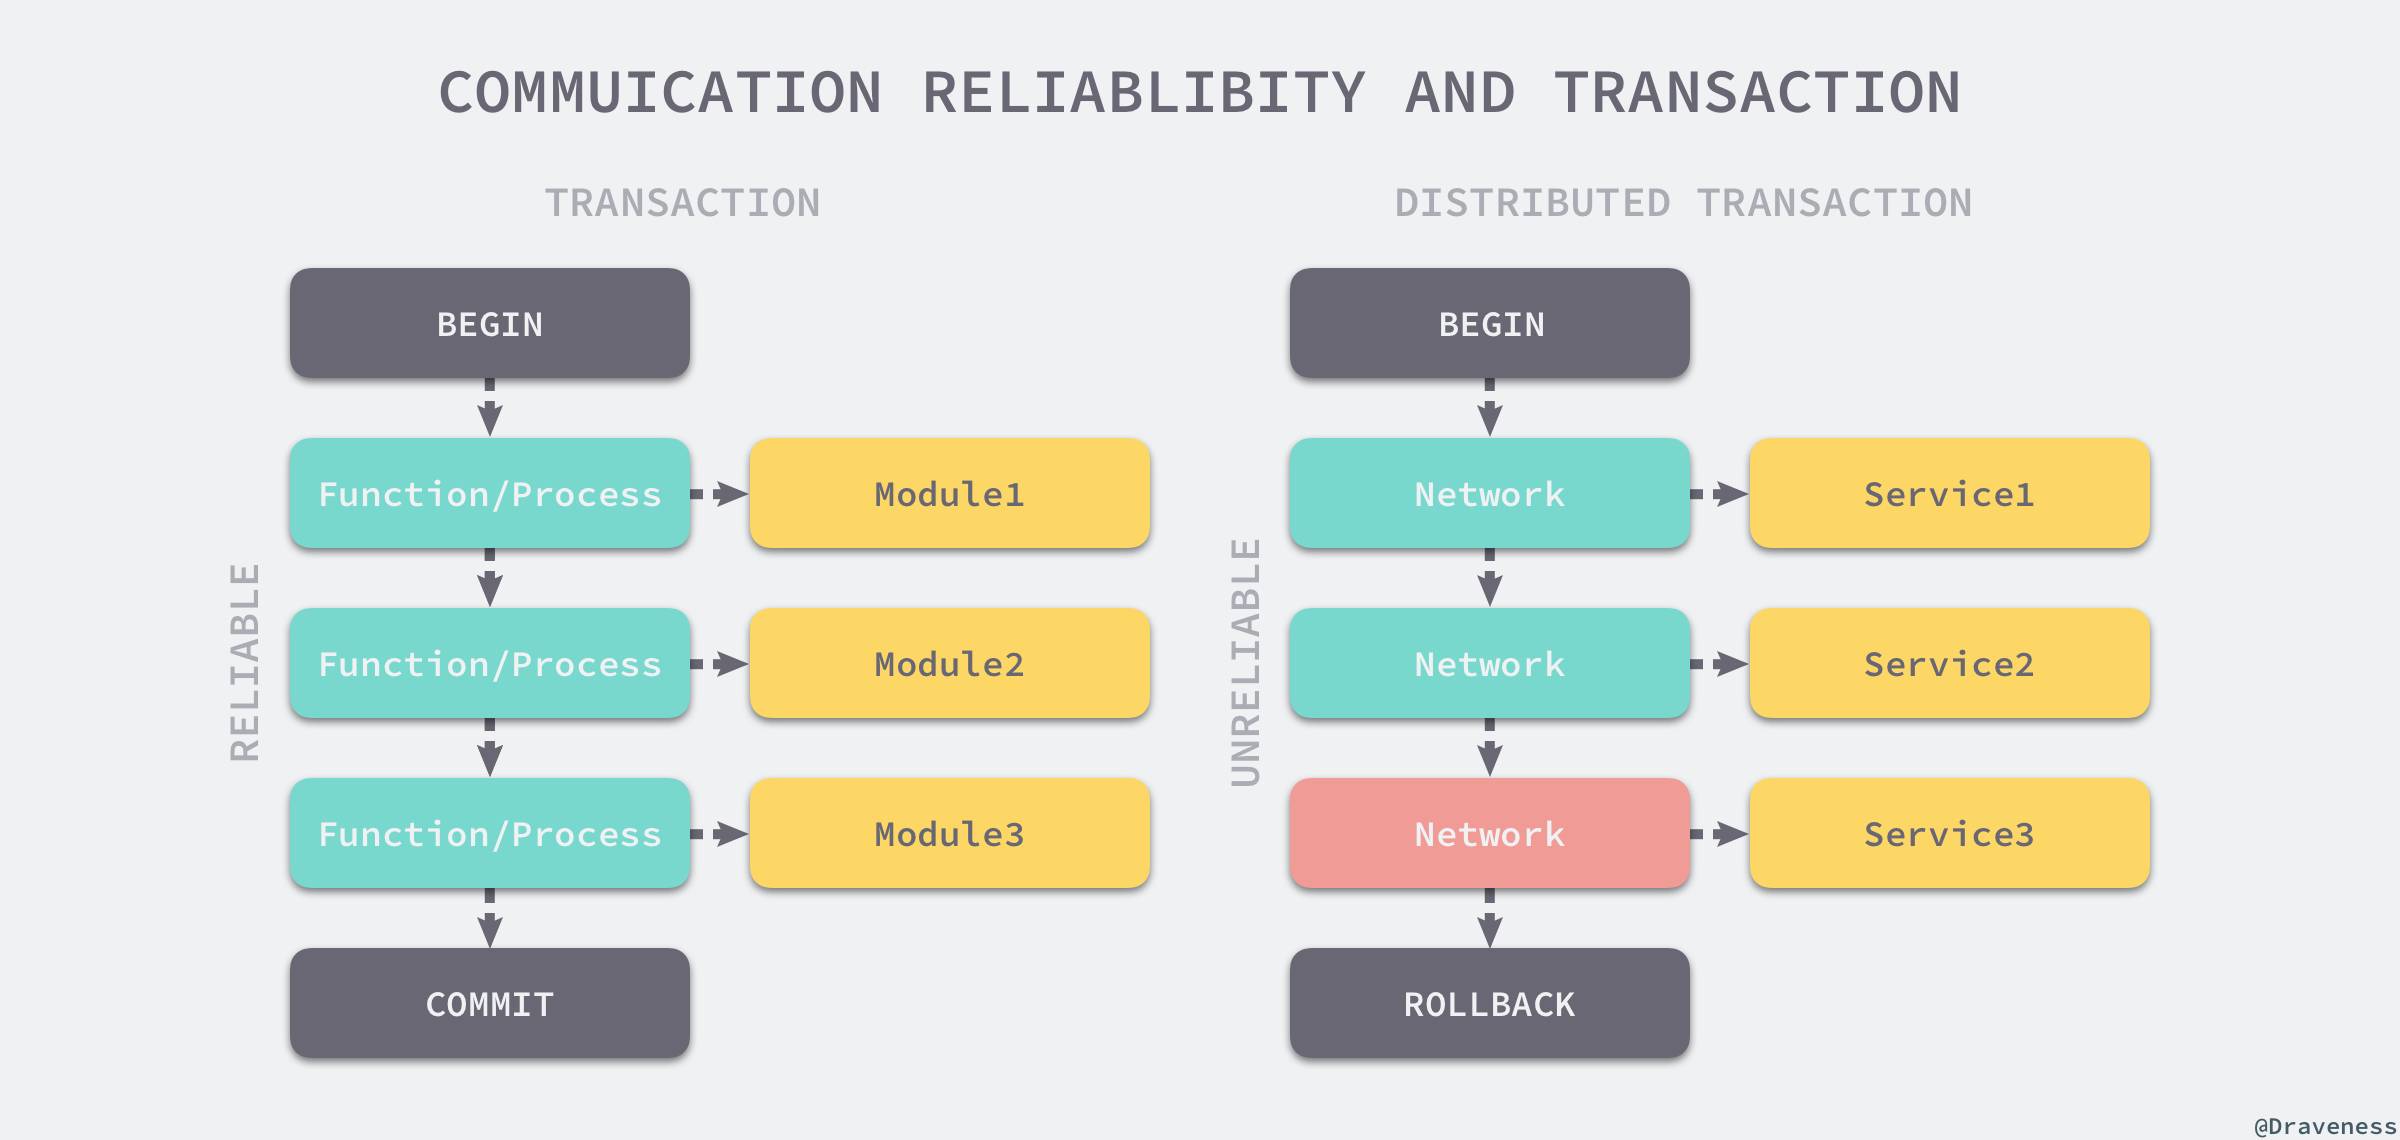 COMMUICATION RELIABLIBITY AND TRANSACTION
TRANSACTION
RELIABLE
BEGIN
Function/Process
Module1
Function/Process
Module2
Function/Process
Module3
COMMIT
DISTRIBUTED TRANSACTION
UNRELIABLE
BEGIN
Network
Service1
Network
Service2
Network
Service3
ROLLBACK
@Draveness